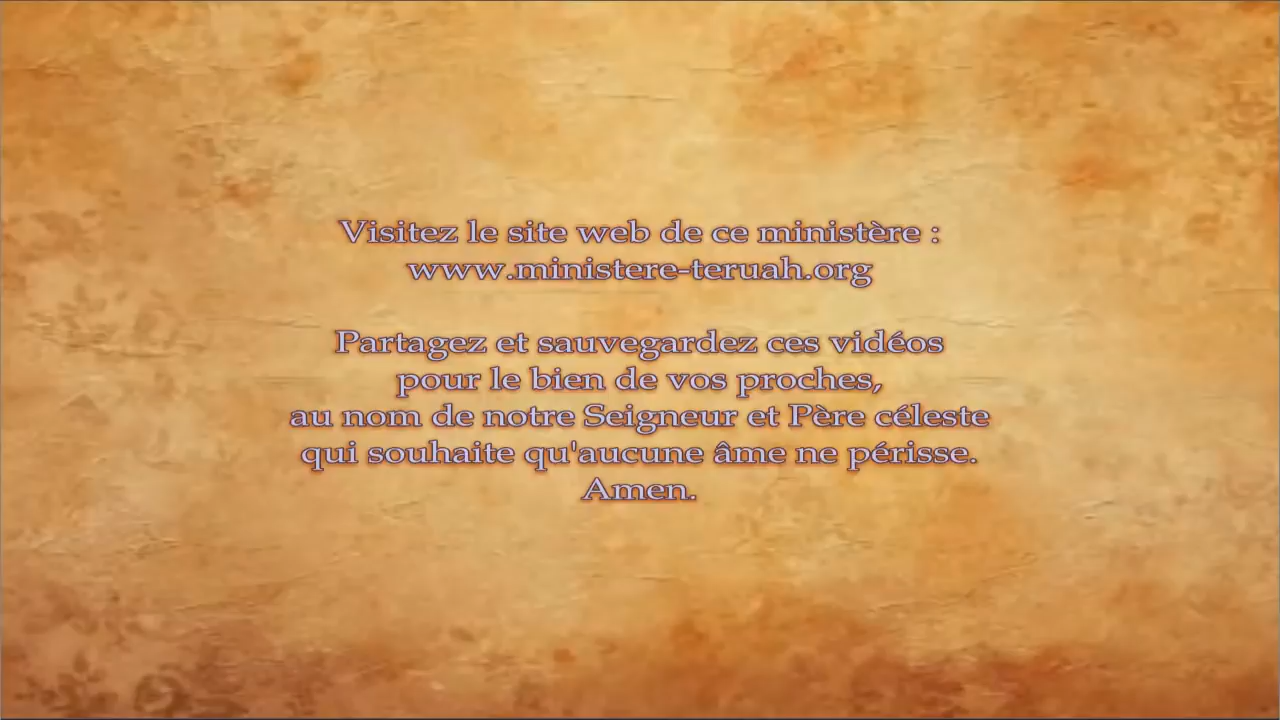 Visitez le site web de ce ministère :
www.ministere-teruah.org
Partagez et sauvegardez ces vidéos
pour le bien de vos proches,
au nom de notre Seigneur et Père céleste
qui souhaite qu'aucune âme ne périsse.
Amen.